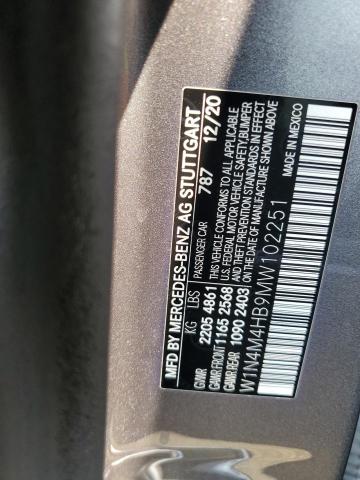 MFD BY MERCEDES-BENZ AG STUTTGART
PASSENGER CAR 787 12/20
KG LBS
GVWR 2205 4861
GAWR FRONT 1165 2568
GAWR REAR 1090 2403
THIS VEHICLE CONFORMS TO ALL APPLICABLE
U.S. FEDERAL MOTOR VEHICLE SAFETY, BUMPER
AND THEFT PREVENTION STANDARDS IN EFFECT
ON THE DATE OF MANUFACTURE SHOWN ABOVE
W1N4M4HB9MW102251
MADE IN MEXICO